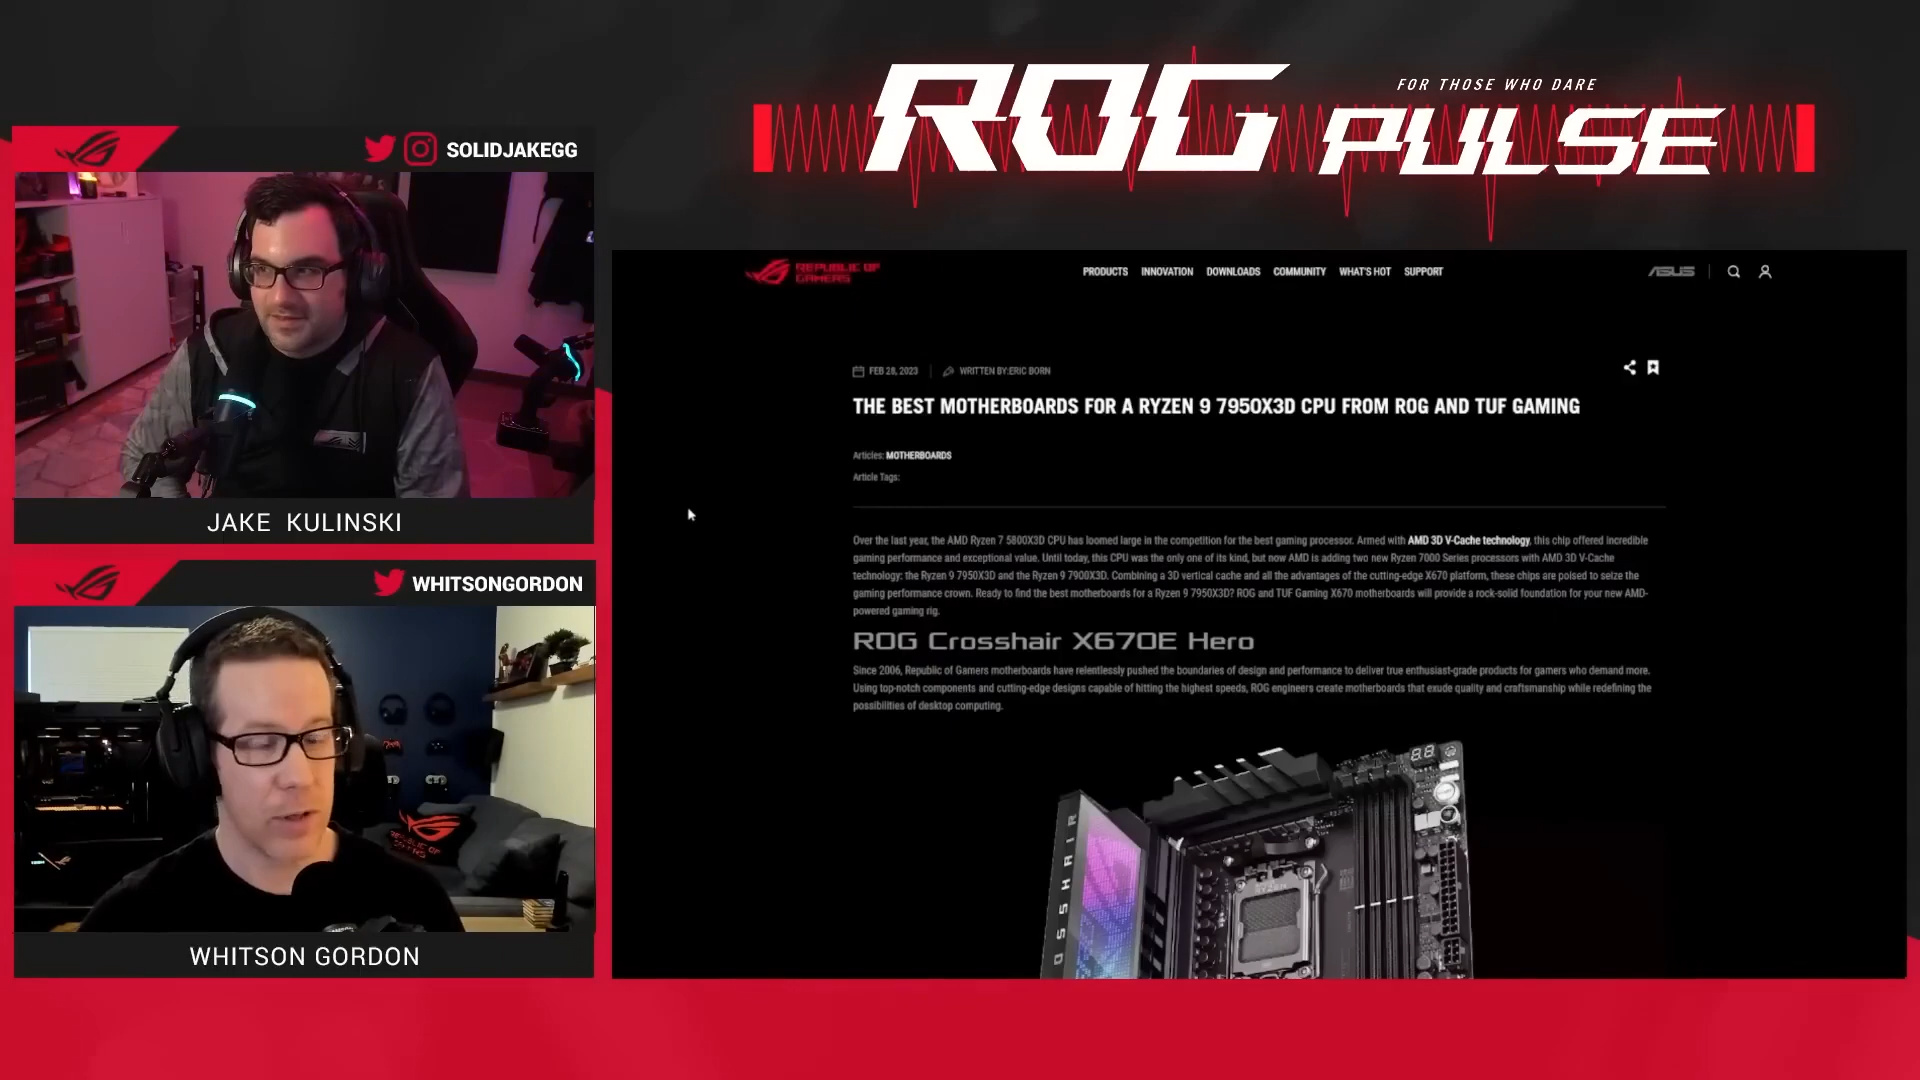 ROG PULSE
FOR THOSE WHO DARE
SOLIDJAKEGG
JAKE KULINSKI
WHITSONGORDON
REPUBLIC OF
GAMERS
WHITSON GORDON
REPUBLIC OF
GAMERS
PRODUCTS INNOVATION DOWNLOADS COMMUNITY WHAT'S HOT SUPPORT
ASUS
FEB 28, 2023 WRITTEN BY:ERIC BORN
THE BEST MOTHERBOARDS FOR A RYZEN 9 7950X3D CPU FROM ROG AND TUF GAMING
Articles: MOTHERBOARDS
Article Tags:
Over the last year, the AMD Ryzen 7 5800X3D CPU has loomed large in the competition for the best gaming processor. Armed with AMD 3D V-Cache technology, this chip offered incredible
gaming performance and exceptional value. Until today, this CPU was the only one of its kind, but now AMD is adding two new Ryzen 7000 Series processors with AMD 3D V-Cache
technology: the Ryzen 9 7950X3D and the Ryzen 9 7900X3D. Combining a 3D vertical cache and all the advantages of the cutting-edge X670 platform, these chips are poised to seize the
gaming performance crown. Ready to find the best motherboards for a Ryzen 9 7950X3D? ROG and TUF Gaming X670 motherboards will provide a rock-solid foundation for your new AMD-
powered gaming rig.
ROG Crosshair X670E Hero
Since 2006, Republic of Gamers motherboards have relentlessly pushed the boundaries of design and performance to deliver true enthusiast-grade products for gamers who demand more.
Using top-notch components and cutting-edge designs capable of hitting the highest speeds, ROG engineers create motherboards that exude quality and craftsmanship while redefining the
possibilities of desktop computing.
88
OSSHAIR